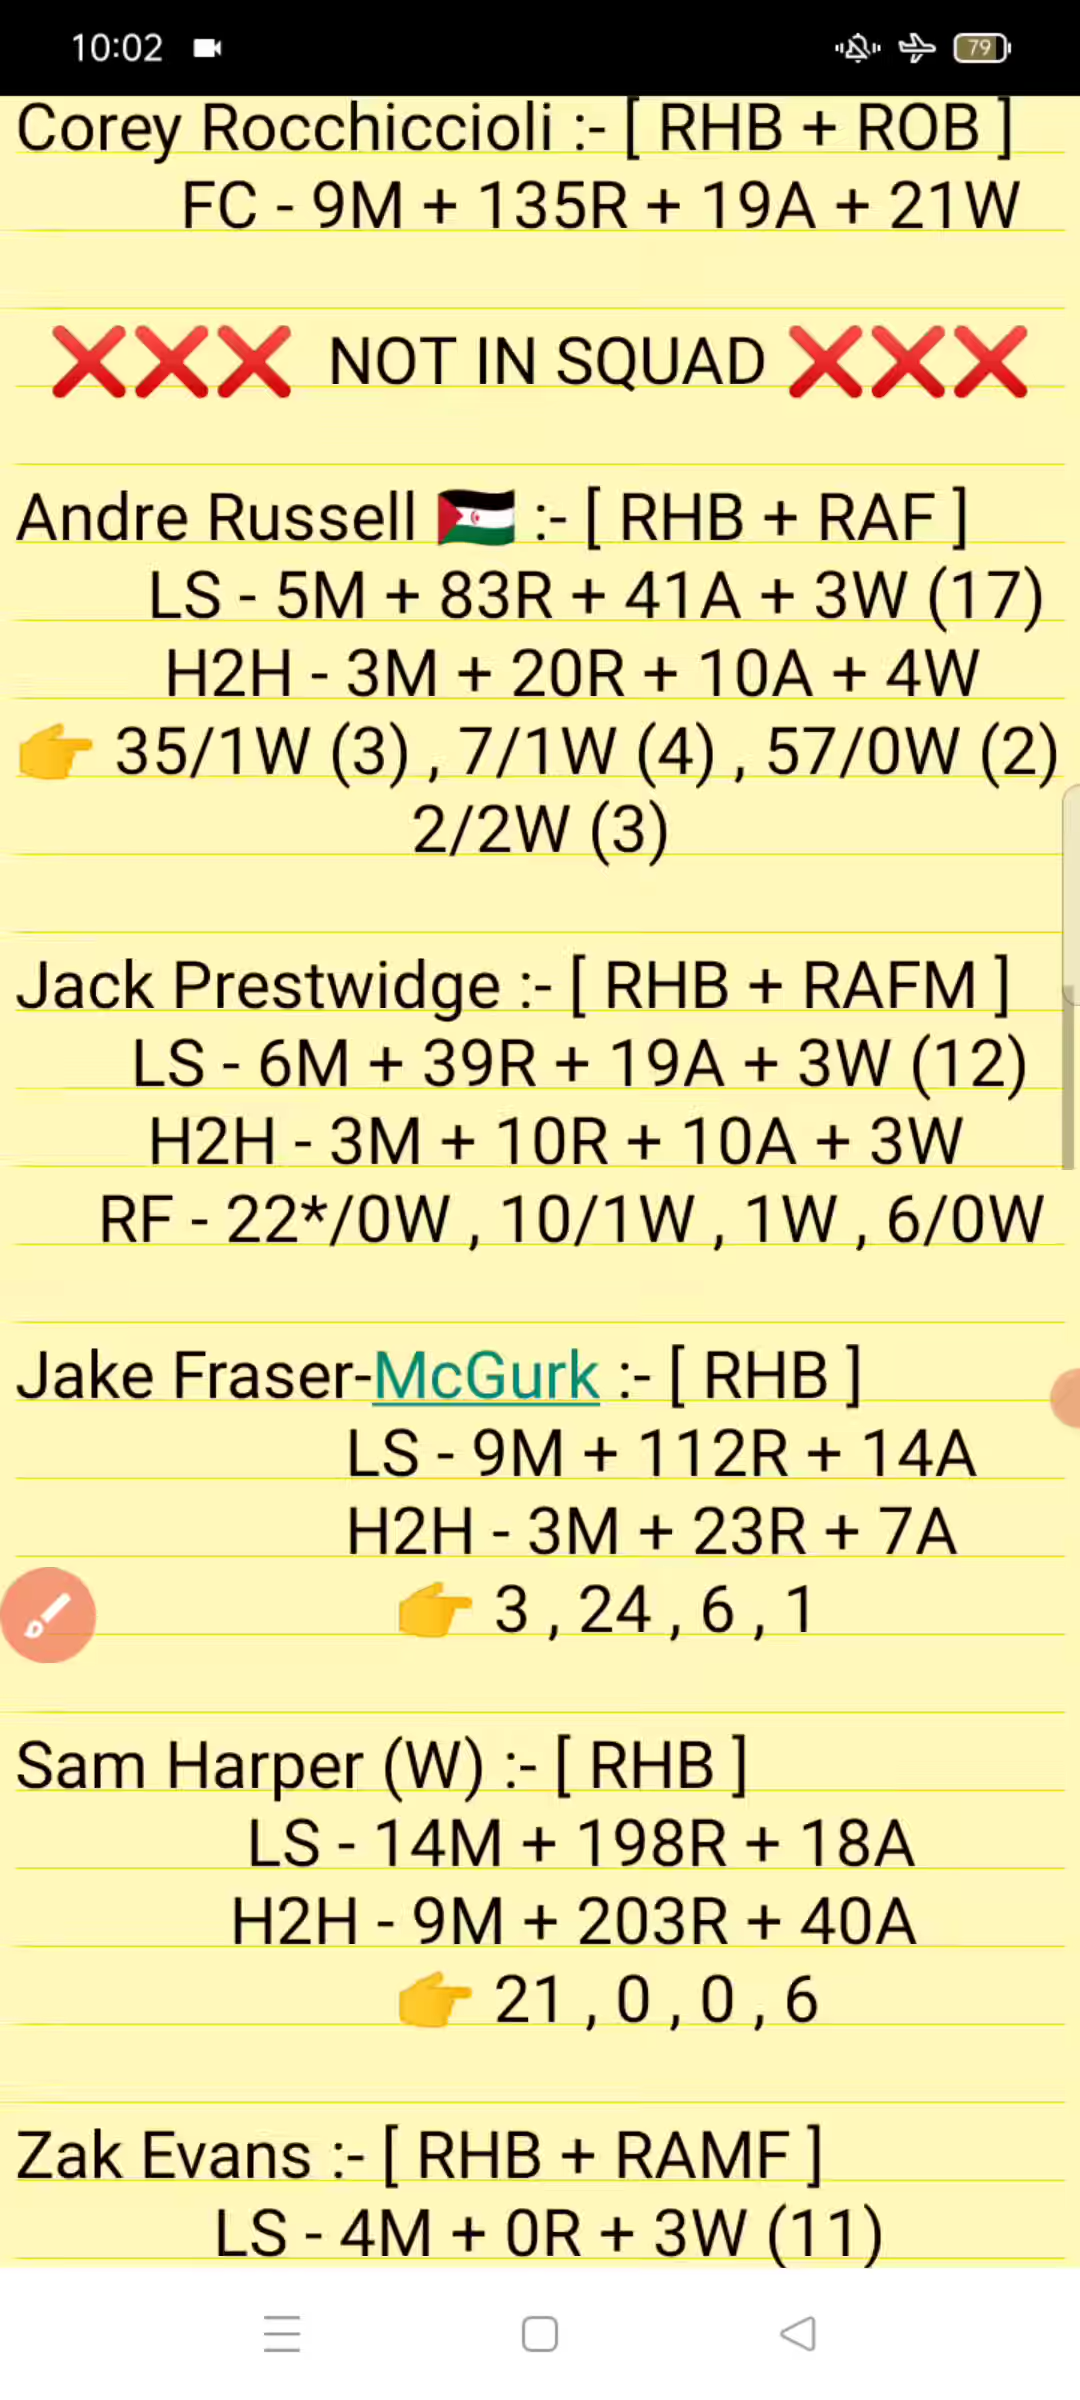 10:02
79
Corey Rocchiccioli :- [ RHB + ROB ]
FC - 9M + 135R + 19A + 21W
❌❌❌ NOT IN SQUAD ❌❌❌
Andre Russell 🇪🇭 :- [ RHB + RAF ]
LS - 5M + 83R + 41A + 3W (17)
H2H - 3M + 20R + 10A + 4W
👉 35/1W (3) , 7/1W (4) , 57/0W (2)
2/2W (3)
Jack Prestwidge :- [ RHB + RAFM ]
LS - 6M + 39R + 19A + 3W (12)
H2H - 3M + 10R + 10A + 3W
RF - 22*/0W , 10/1W , 1W , 6/0W
Jake Fraser-McGurk :- [ RHB ]
LS - 9M + 112R + 14A
H2H - 3M + 23R + 7A
👉 3 , 24 , 6 , 1
Sam Harper (W) :- [ RHB ]
LS - 14M + 198R + 18A
H2H - 9M + 203R + 40A
👉 21 , 0 , 0 , 6
Zak Evans :- [ RHB + RAMF ]
LS - 4M + 0R + 3W (11)